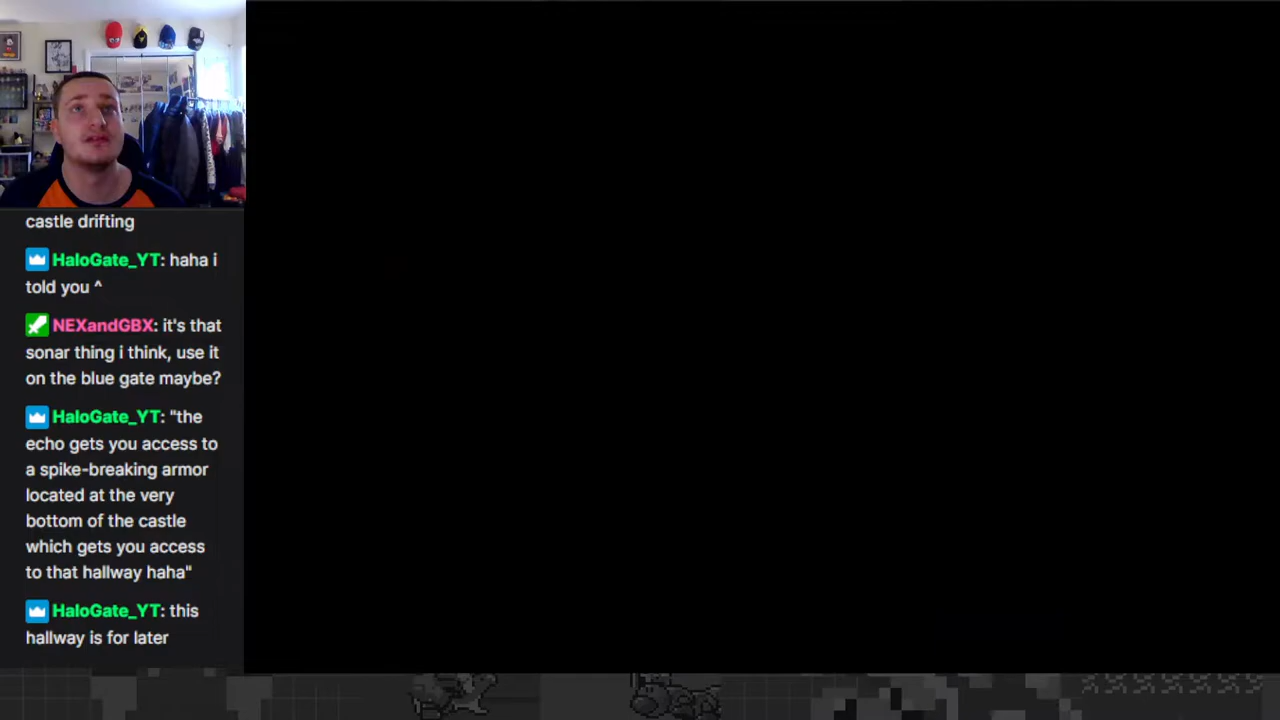 castle drifting
HaloGate_YT: haha i
told you ^
NEXandGBX: it's that
sonar thing i think, use it
on the blue gate maybe?
HaloGate_YT: "the
echo gets you access to
a spike-breaking armor
located at the very
bottom of the castle
which gets you access
to that hallway haha"
HaloGate_YT: this
hallway is for later